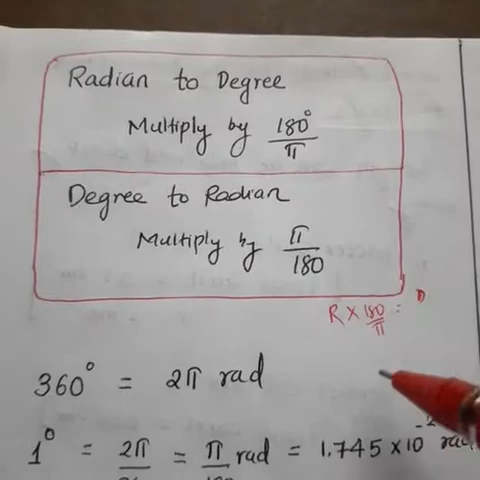 Radian to Degree
Multiply by 180°/π
Degree to Radian
Multiply by π/180
R × 180/π =
360° = 2π rad
1° = 2π/ = π/ rad = 1.745 × 10⁻² rad